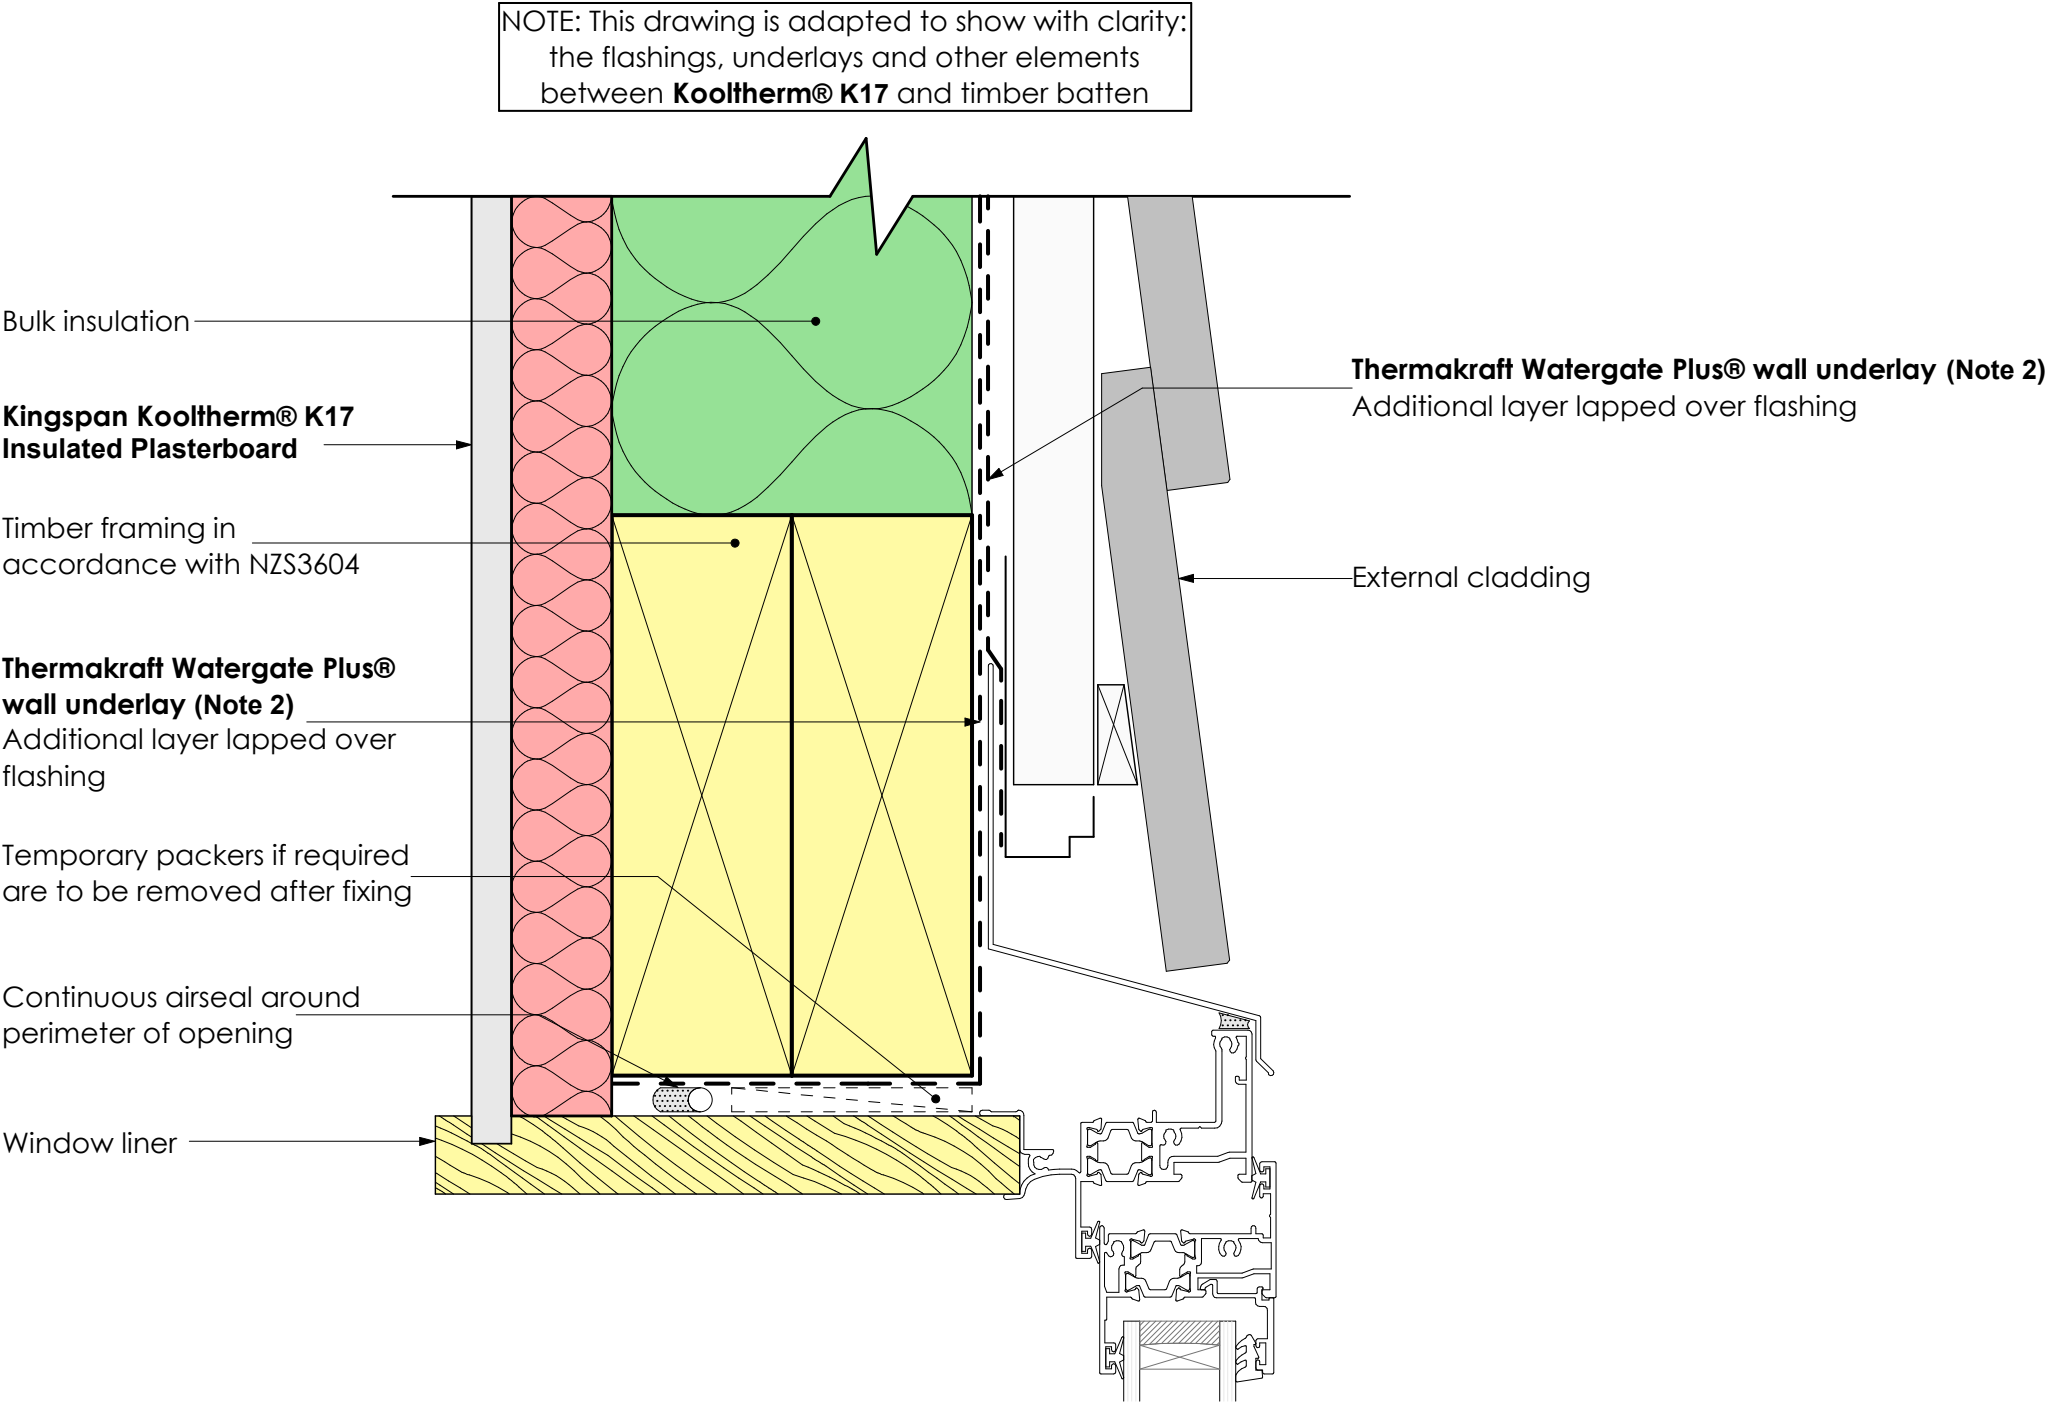 NOTE: This drawing is adapted to show with clarity:
the flashings, underlays and other elements
between Kooltherm® K17 and timber batten
Bulk insulation
Kingspan Kooltherm® K17
Insulated Plasterboard
Timber framing in
accordance with NZS3604
Thermakraft Watergate Plus®
wall underlay (Note 2)
Additional layer lapped over
flashing
Temporary packers if required
are to be removed after fixing
Continuous airseal around
perimeter of opening
Window liner
Thermakraft Watergate Plus® wall underlay (Note 2)
Additional layer lapped over flashing
External cladding